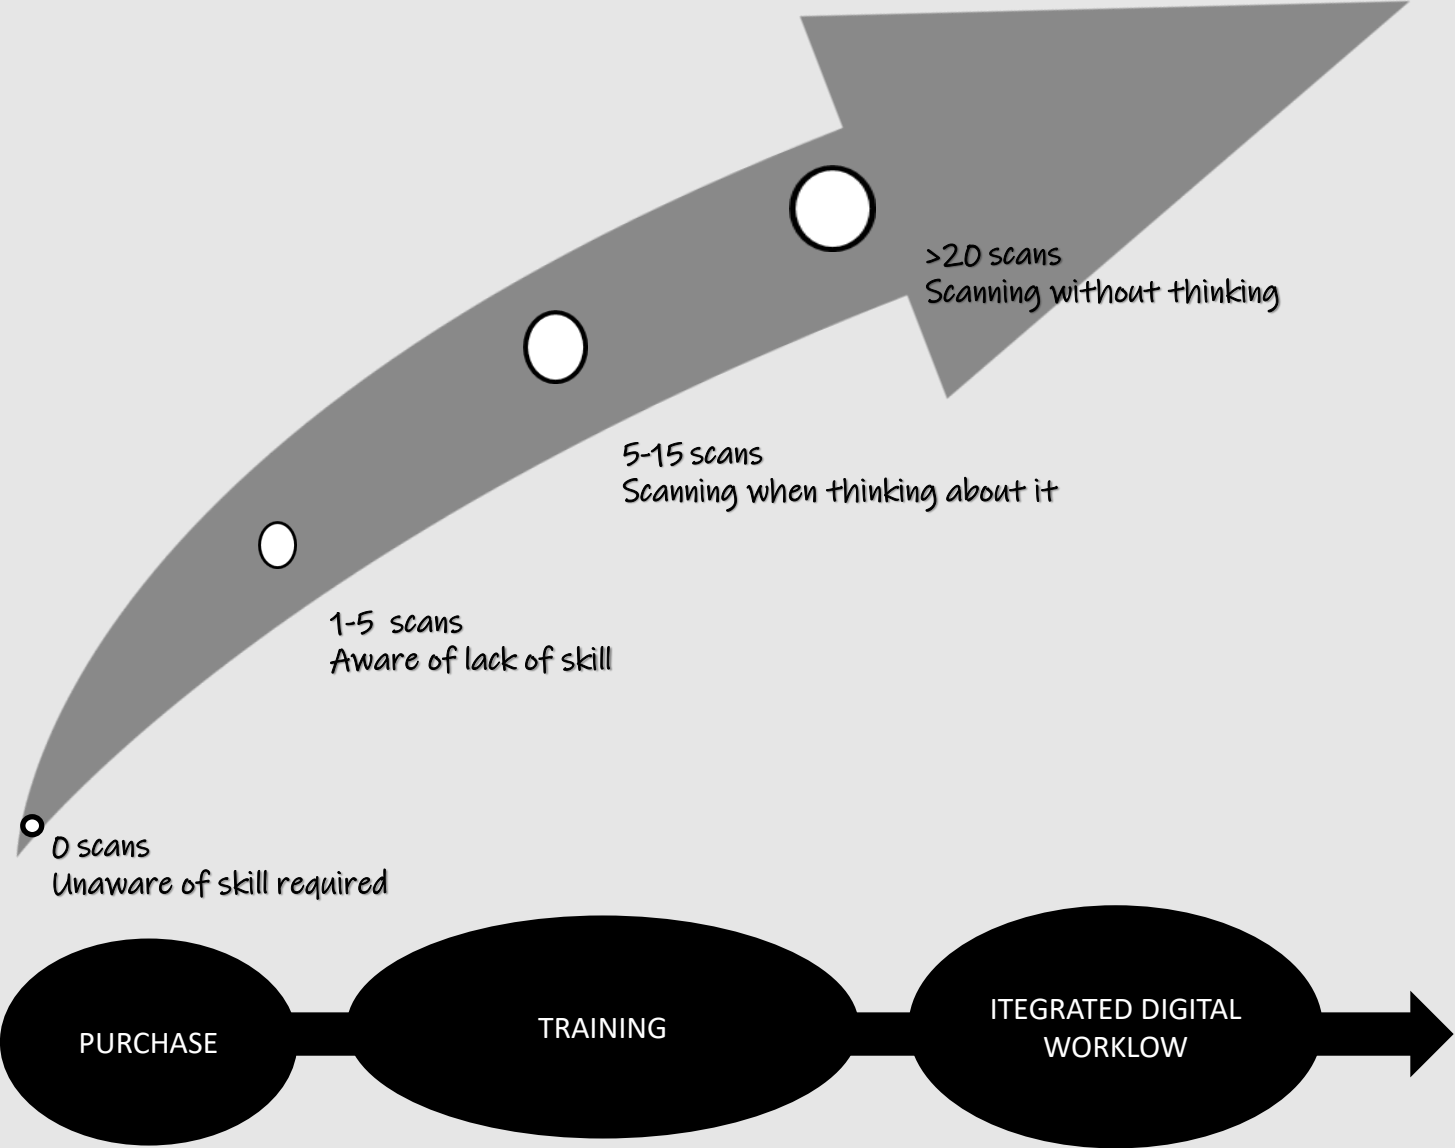 >20 scans
Scanning without thinking
5-15 scans
Scanning when thinking about it
1-5 scans
Aware of lack of skill
0 scans
Unaware of skill required
PURCHASE
TRAINING
ITEGRATED DIGITAL
WORKLOW